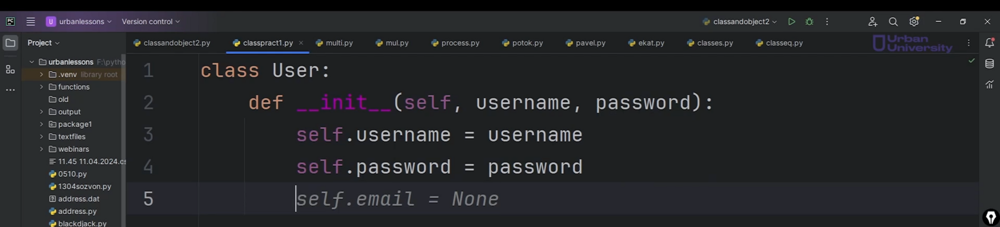 PC
U urbanlessons Version control classandobject2
Project classandobject2.py classpract1.py multi.py mul.py process.py potok.py pavel.py ekat.py classes.py classeq.py Urban
University
urbanlessons F:\pytho
.venv library root
functions
old
output
package1
textfiles
webinars
11.45 11.04.2024.cs
0510.py
1304sozvon.py
address.dat
address.py
blackdjack.py
1 class User:
2 def __init__(self, username, password):
3 self.username = username
4 self.password = password
5 self.email = None